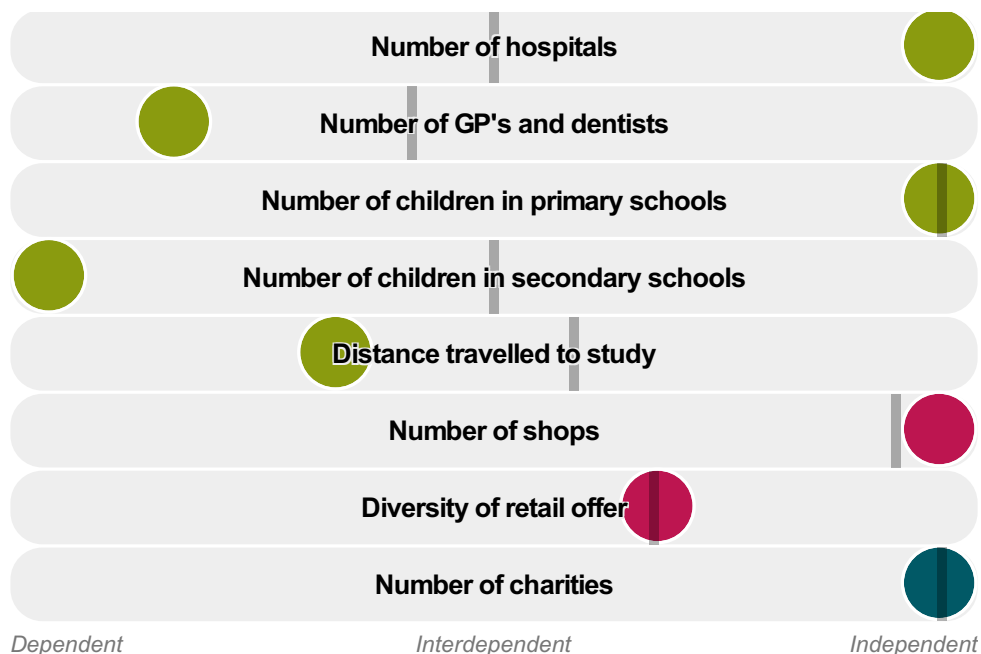 Number of hospitals
Number of GP's and dentists
Number of children in primary schools
Number of children in secondary schools
Distance travelled to study
Number of shops
Diversity of retail offer
Number of charities
Dependent Interdependent Independent